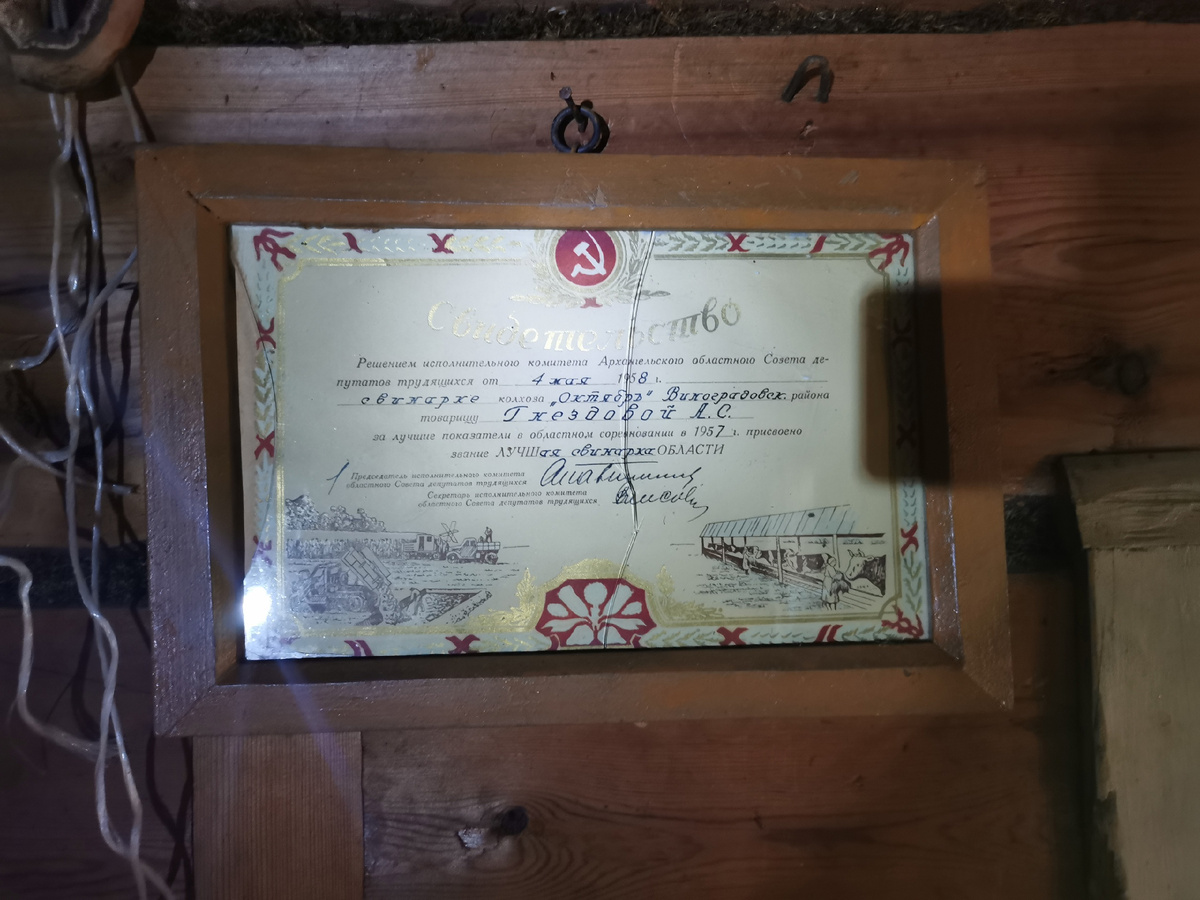 Свидетельство
Решением исполнительного комитета Архангельского областного Совета де-
путатов трудящихся от 4 мая 1958 г.
свинарке колхоза „Октябрь" Виноградовск. района
товарищу Гнездовой А.С.
за лучшие показатели в областном соревновании в 1957 г. присвоено
звание ЛУЧШая свинарка ОБЛАСТИ
Председатель исполнительного комитета
областного Совета депутатов трудящихся
Секретарь исполнительного комитета
областного Совета депутатов трудящихся